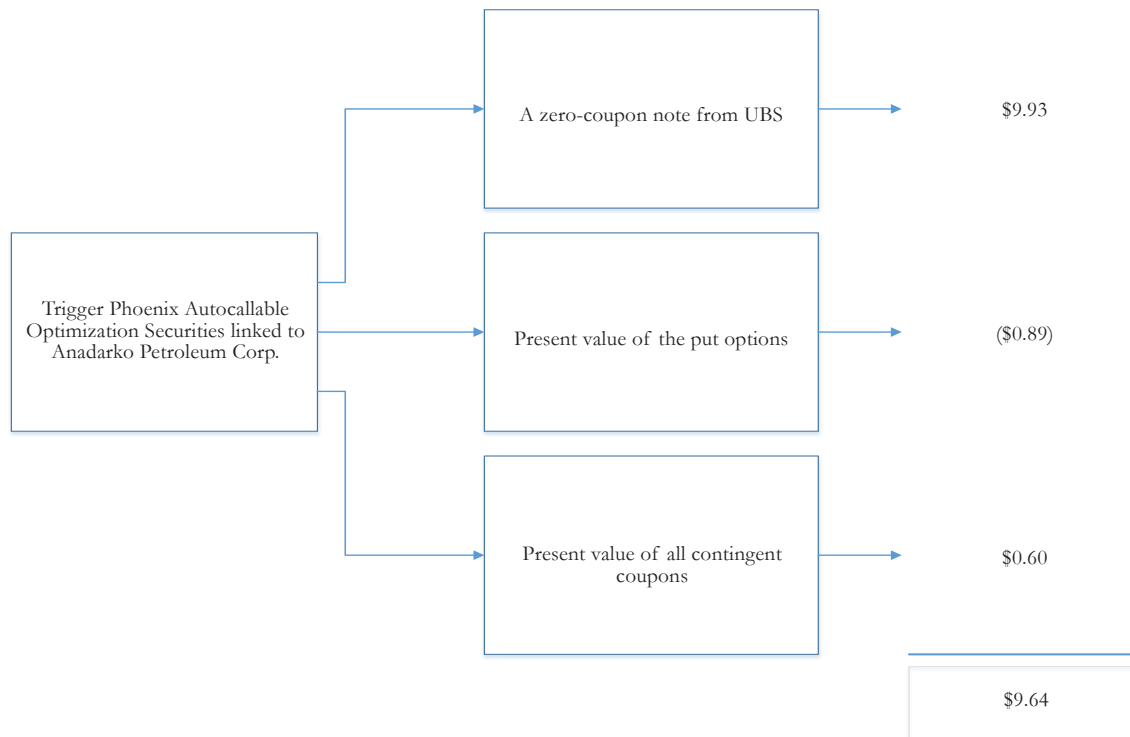 A zero-coupon note from UBS
$9.93
Trigger Phoenix Autocallable
Optimization Securities linked to
Anadarko Petroleum Corp.
Present value of the put options
($0.89)
Present value of all contingent
coupons
$0.60
$9.64